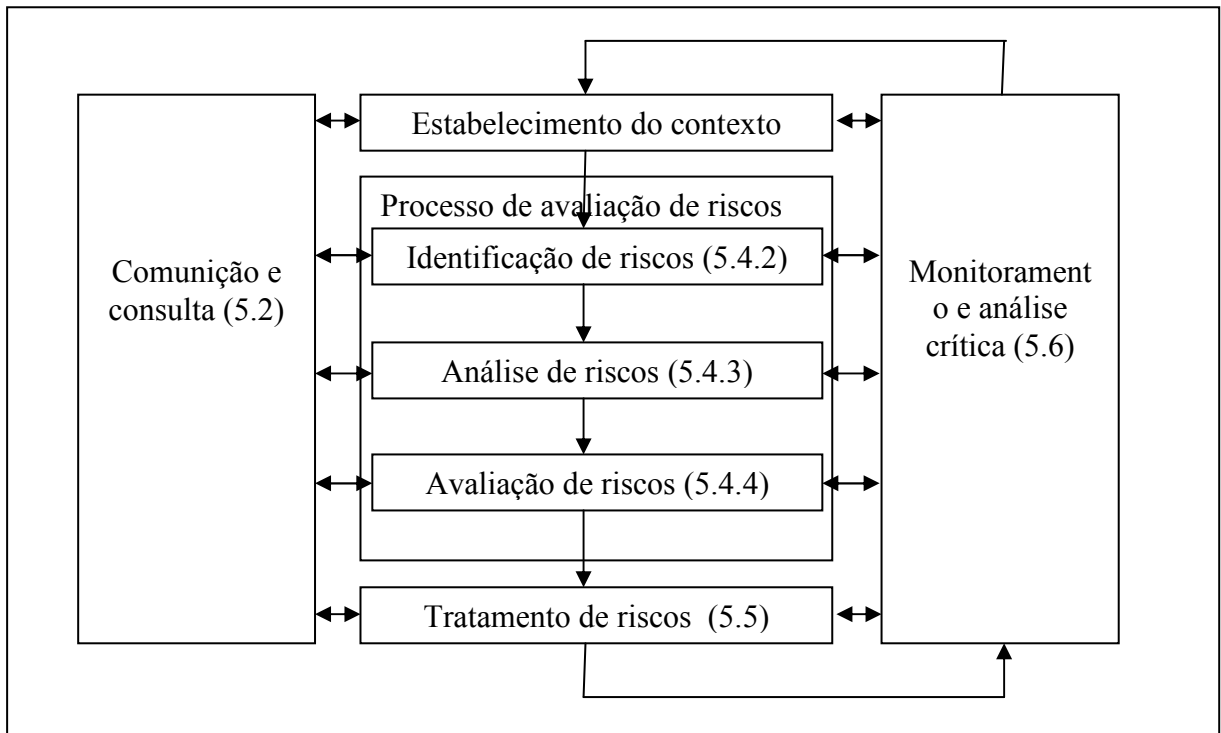 Estabelecimento do contexto
Processo de avaliação de riscos
Identificação de riscos (5.4.2)
Comunição e
consulta (5.2)
Monitorament
o e análise
crítica (5.6)
Análise de riscos (5.4.3)
Avaliação de riscos (5.4.4)
Tratamento de riscos (5.5)